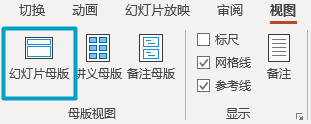 切换 动画 幻灯片放映 审阅 视图
幻灯片母版 讲义母版 备注母版
标尺
网格线
参考线
备注
母版视图 显示